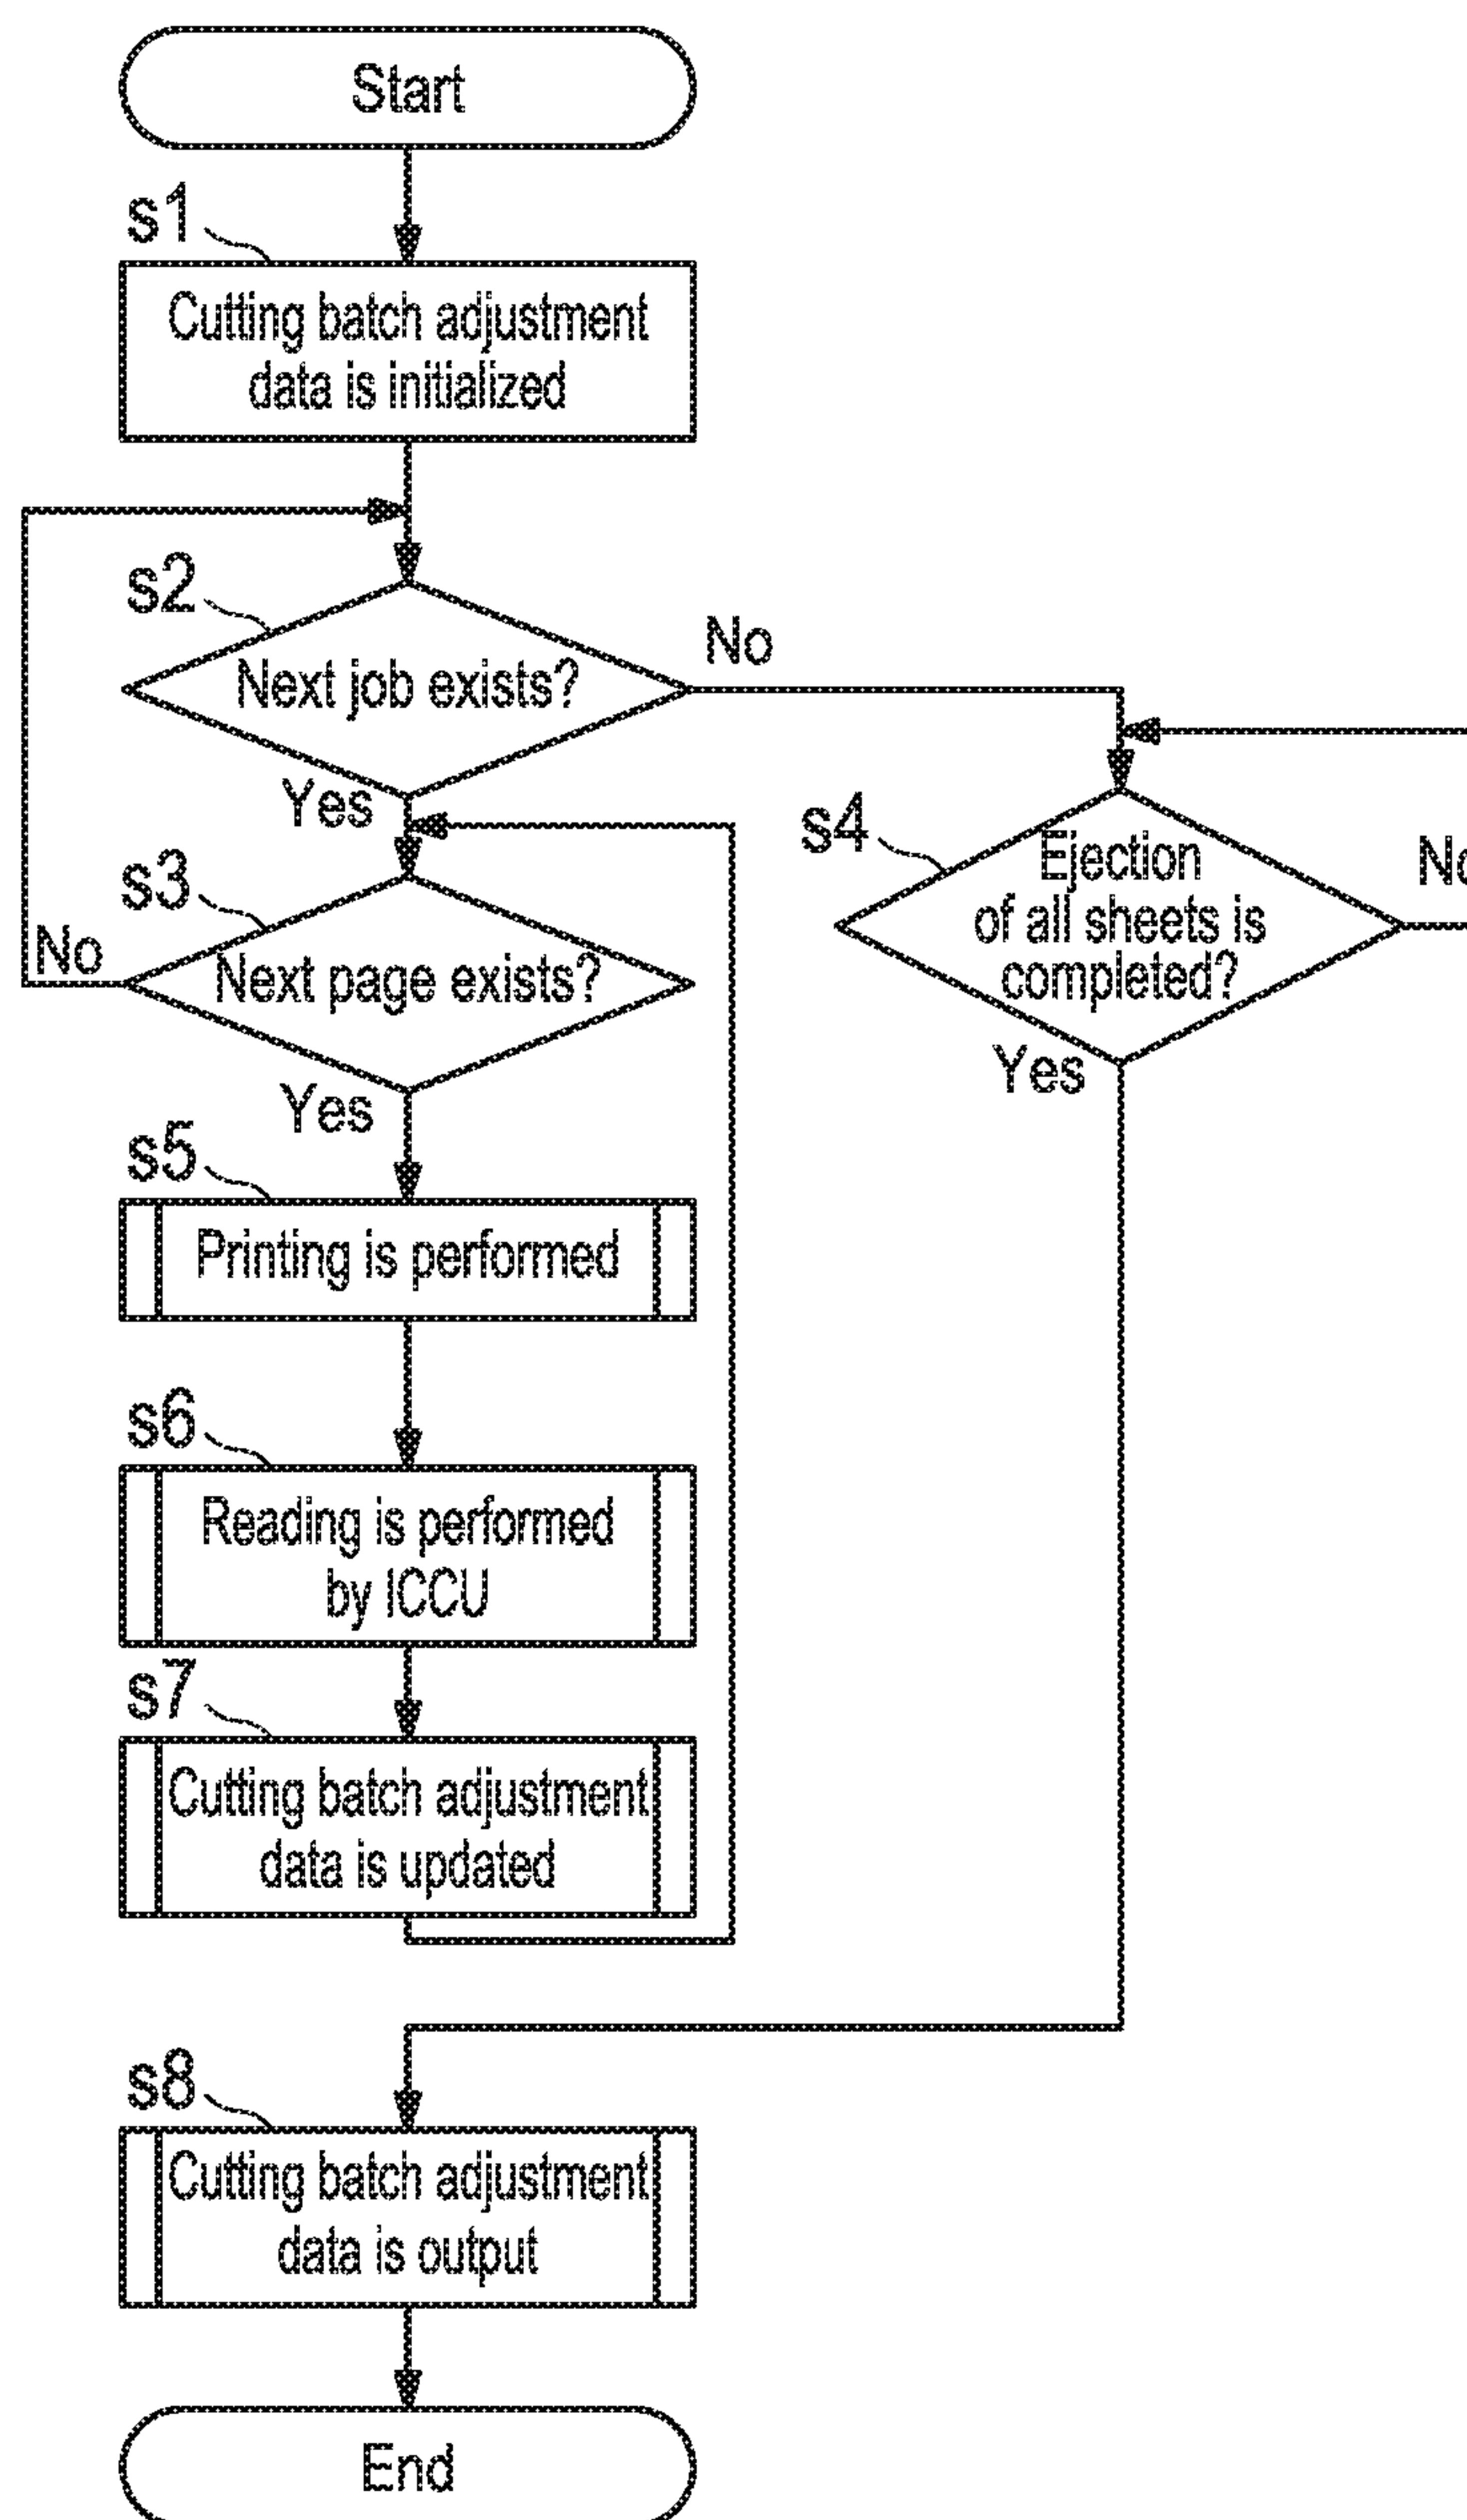 Start
s1
Cutting batch adjustment
data is initialized
s2
Next job exists?
No
Yes
s3
No
Next page exists?
Yes
s4
Ejection
of all sheets is
completed?
No
Yes
s5
Printing is performed
s6
Reading is performed
by ICCU
s7
Cutting batch adjustment
data is updated
s8
Cutting batch adjustment
data is output
End